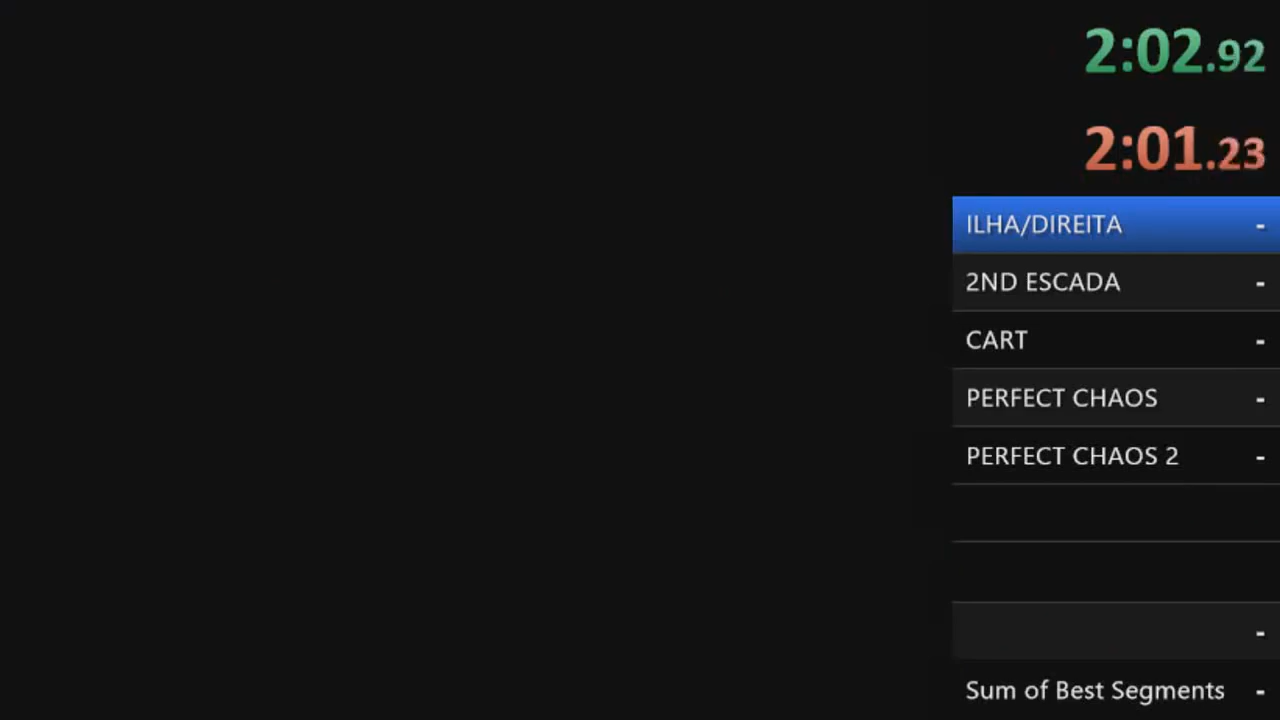 2:02.92
2:01.23
ILHA/DIREITA -
2ND ESCADA -
CART -
PERFECT CHAOS -
PERFECT CHAOS 2 -
-
Sum of Best Segments -